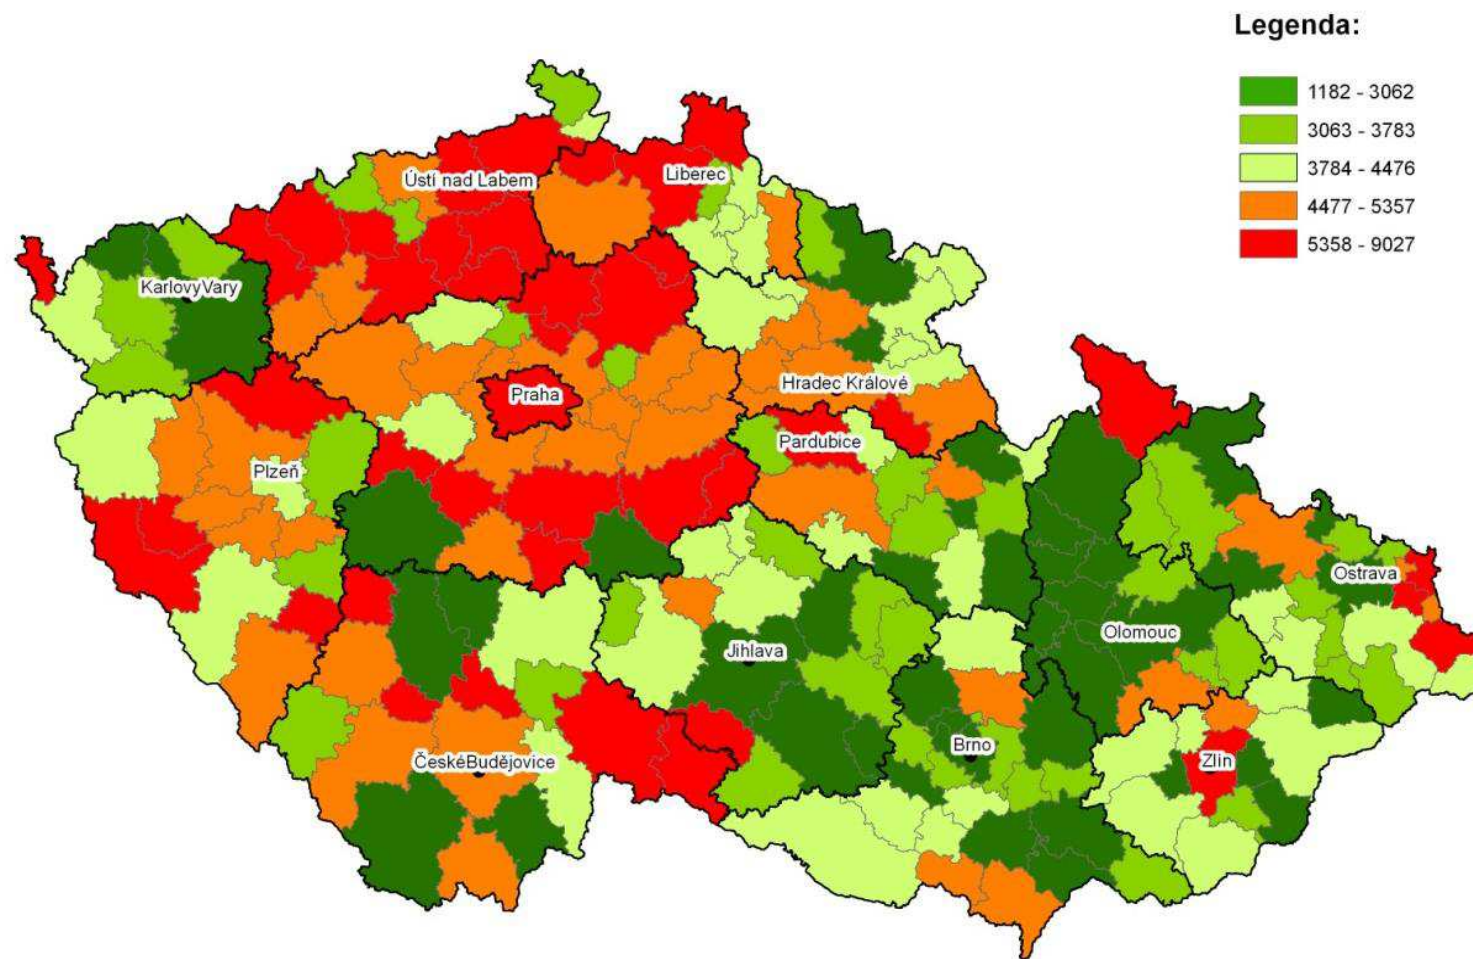 Legenda:
1182 - 3062
3063 - 3783
3784 - 4476
4477 - 5357
5358 - 9027
Liberec
Ústí nad Labem
KarlovyVary
Hradec Králové
Praha
Pardubice
Plzeň
Ostrava
Olomouc
Jihlava
Brno
ČeskéBudějovice
Zlín